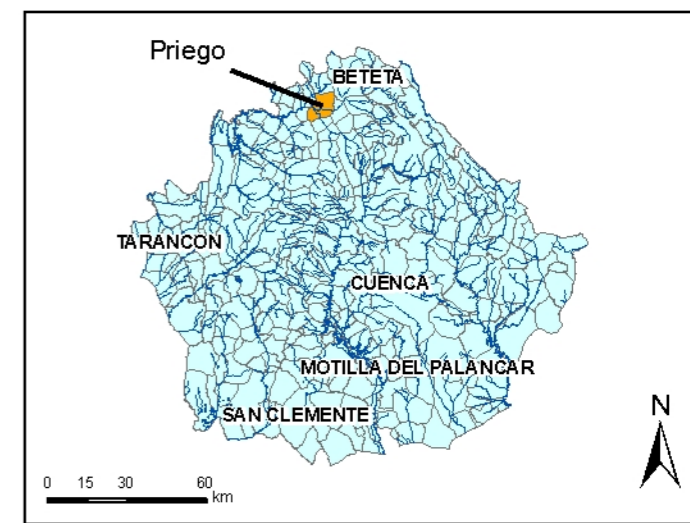 Priego
BETETA
TARANCON
CUENCA
MOTILLA DEL PALANCAR
SAN CLEMENTE
N
0 15 30 60
km